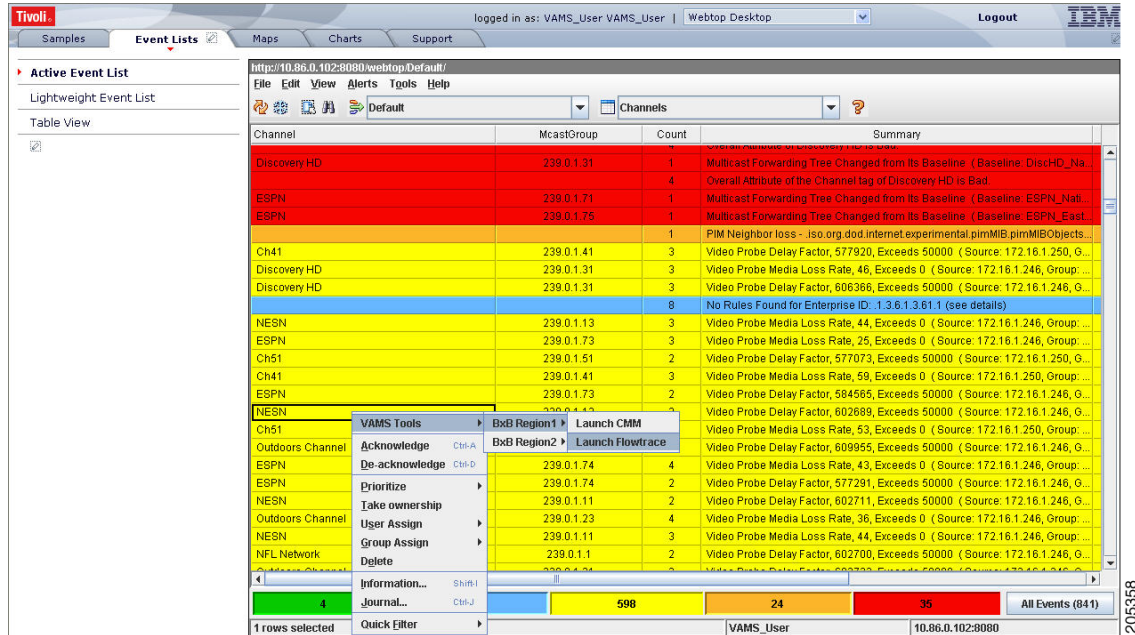 Tivoli.
logged in as: VAMS_User VAMS_User | Webtop Desktop Logout IBM
Samples Event Lists Maps Charts Support
Active Event List
Lightweight Event List
Table View
http://10.86.0.102:8080/webtop/Default/
File Edit View Alerts Tools Help
Default Channels
Channel McastGroup Count Summary
4 Overall Attribute of Discovery HD is Bad.
Discovery HD 239.0.1.31 1 Multicast Forwarding Tree Changed from Its Baseline (Baseline: DiscHD_Na...
4 Overall Attribute of the Channel tag of Discovery HD is Bad.
ESPN 239.0.1.71 1 Multicast Forwarding Tree Changed from Its Baseline (Baseline: ESPN_Nati...
ESPN 239.0.1.75 1 Multicast Forwarding Tree Changed from Its Baseline (Baseline: ESPN_East...
1 PIM Neighbor loss - .iso.org.dod.internet.experimental.pimMIB.pimMIBObjects...
Ch41 239.0.1.41 3 Video Probe Delay Factor, 577920, Exceeds 50000 (Source: 172.16.1.250, G...
Discovery HD 239.0.1.31 3 Video Probe Media Loss Rate, 46, Exceeds 0 (Source: 172.16.1.246, Group: ...
Discovery HD 239.0.1.31 3 Video Probe Delay Factor, 606366, Exceeds 50000 (Source: 172.16.1.246, G...
8 No Rules Found for Enterprise ID: .1.3.6.1.3.61.1 (see details)
NESN 239.0.1.13 3 Video Probe Media Loss Rate, 44, Exceeds 0 (Source: 172.16.1.246, Group: ...
ESPN 239.0.1.73 3 Video Probe Media Loss Rate, 25, Exceeds 0 (Source: 172.16.1.246, Group: ...
Ch51 239.0.1.51 2 Video Probe Delay Factor, 577073, Exceeds 50000 (Source: 172.16.1.250, G...
Ch41 239.0.1.41 3 Video Probe Media Loss Rate, 59, Exceeds 0 (Source: 172.16.1.250, Group: ...
ESPN 239.0.1.73 2 Video Probe Delay Factor, 584565, Exceeds 50000 (Source: 172.16.1.246, G...
NESN Video Probe Delay Factor, 602689, Exceeds 50000 (Source: 172.16.1.246, G...
VAMS Tools BxB Region1 Launch CMM
Ch51 Video Probe Media Loss Rate, 53, Exceeds 0 (Source: 172.16.1.250, Group: ...
Acknowledge Ctrl-A BxB Region2 Launch Flowtrace
Outdoors Channel Video Probe Delay Factor, 609955, Exceeds 50000 (Source: 172.16.1.246, G...
De-acknowledge Ctrl-D
ESPN 239.0.1.74 4 Video Probe Media Loss Rate, 43, Exceeds 0 (Source: 172.16.1.246, Group: ...
ESPN 239.0.1.74 2 Video Probe Delay Factor, 577291, Exceeds 50000 (Source: 172.16.1.246, G...
Prioritize
NESN 239.0.1.11 2 Video Probe Delay Factor, 602711, Exceeds 50000 (Source: 172.16.1.246, G...
Take ownership
Outdoors Channel 239.0.1.23 4 Video Probe Media Loss Rate, 36, Exceeds 0 (Source: 172.16.1.246, Group: ...
User Assign
NESN 239.0.1.11 3 Video Probe Media Loss Rate, 44, Exceeds 0 (Source: 172.16.1.246, Group: ...
Group Assign
NFL Network 239.0.1.1 2 Video Probe Delay Factor, 602700, Exceeds 50000 (Source: 172.16.1.246, G...
Delete
Information... Shift-I
Journal... Ctrl-J
Quick Filter
4 598 24 35 All Events (841)
1 rows selected VAMS_User 10.86.0.102:8080
205358